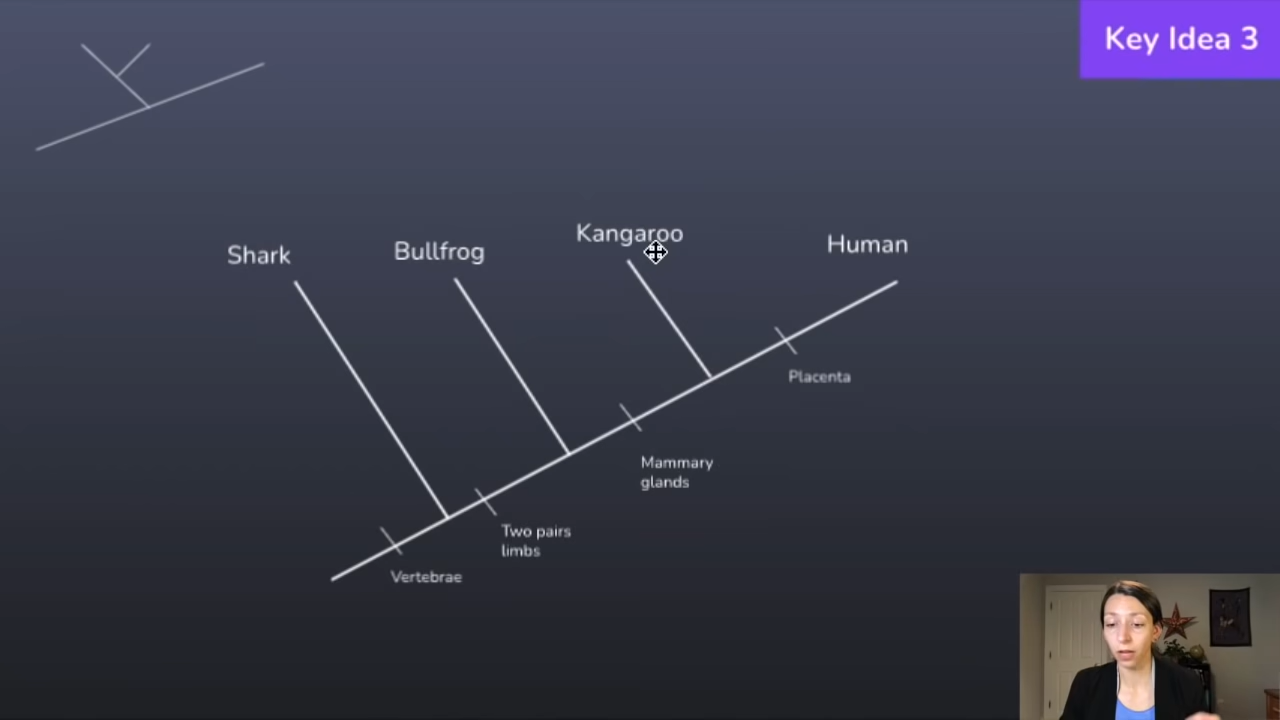 Key Idea 3
Kangaroo
Human
Bullfrog
Shark
Placenta
Mammary
glands
Two pairs
limbs
Vertebrae